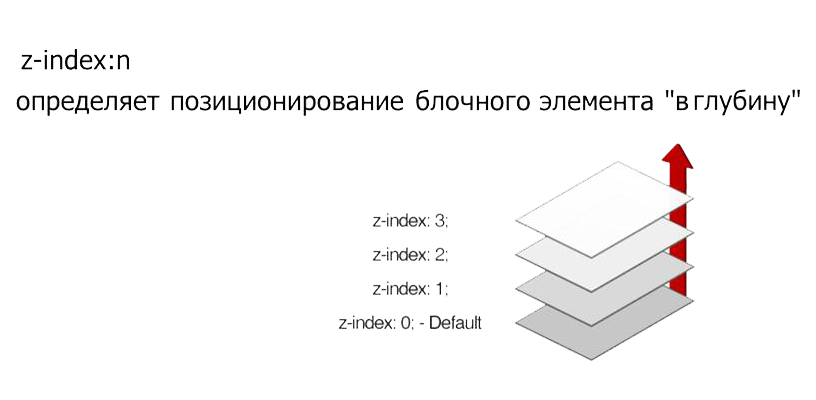 z-index:n
определяет позиционирование блочного элемента "в глубину"
z-index: 3;
z-index: 2;
z-index: 1;
z-index: 0; - Default